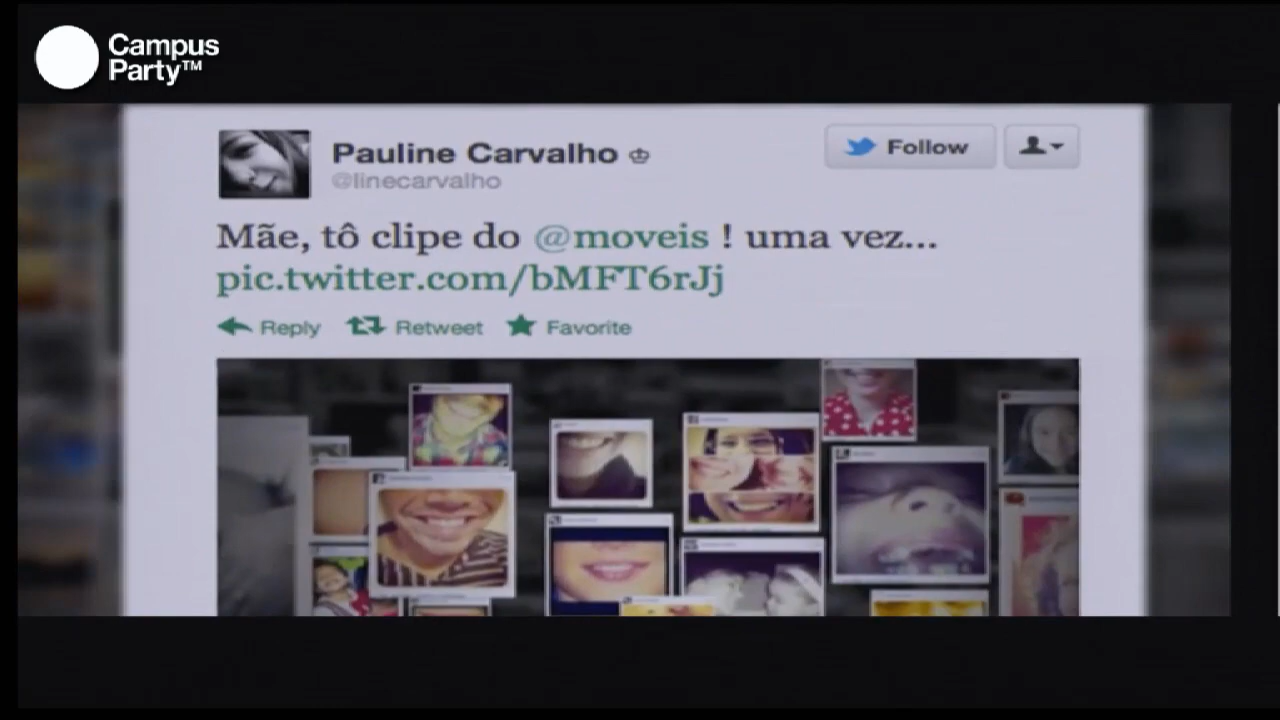 Campus
Party™
Pauline Carvalho
@linecarvalho
Follow
Mãe, tô clipe do @moveis ! uma vez...
pic.twitter.com/bMFT6rJj
Reply Retweet Favorite